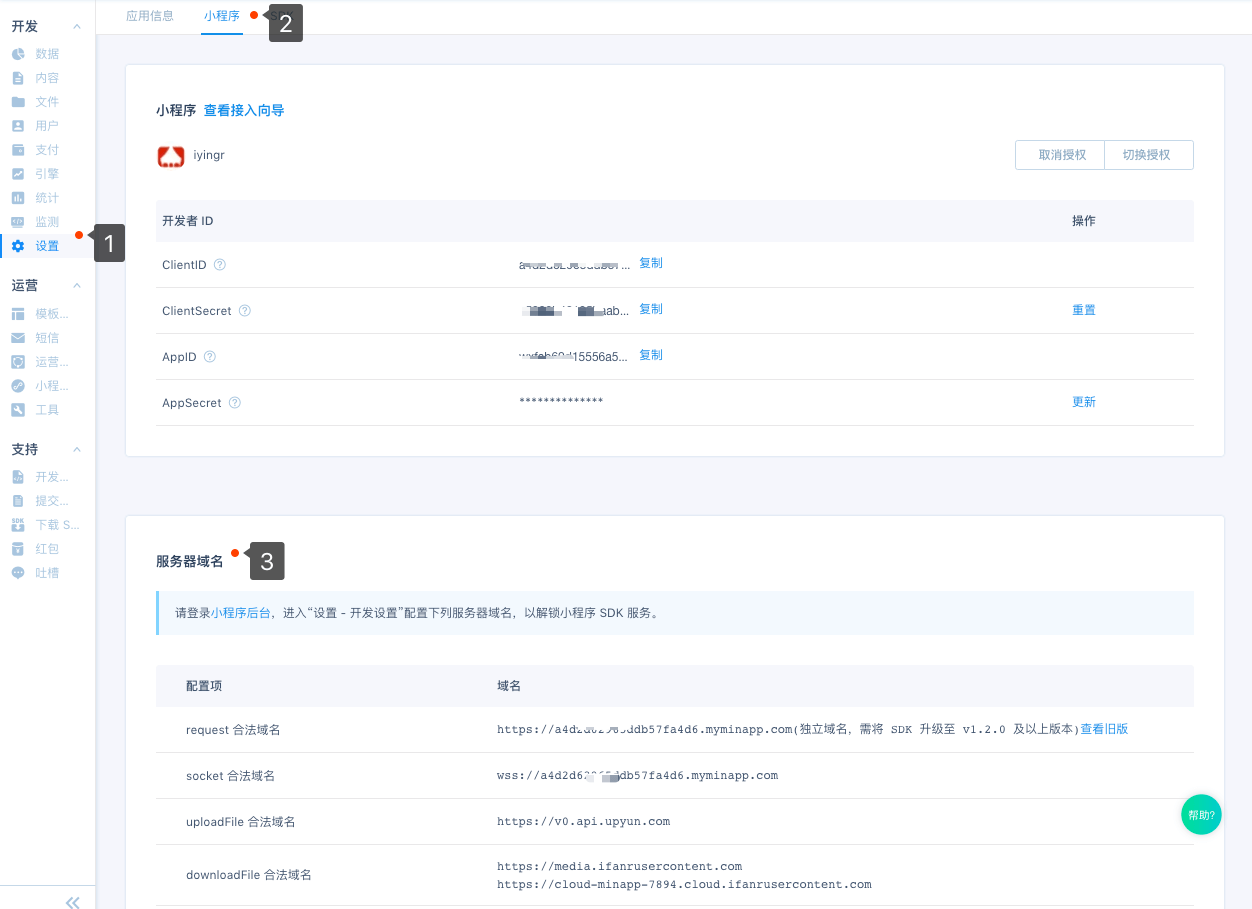 开发
数据
内容
文件
用户
支付
引擎
统计
监测
设置
1
运营
模板...
短信
运营...
小程...
工具
支持
开发...
提交...
下载 S...
红包
吐槽
应用信息 小程序 SDK
2
小程序 查看接入向导
iyingr
取消授权 切换授权
开发者 ID 操作
ClientID ? 复制
ClientSecret ? ab... 复制 重置
AppID ? 15556a5... 复制
AppSecret ? ************** 更新
服务器域名
3
请登录小程序后台，进入“设置 - 开发设置”配置下列服务器域名，以解锁小程序 SDK 服务。
配置项 域名
request 合法域名 https://a4d2 ddb57fa4d6.myminapp.com(独立域名，需将 SDK 升级至 v1.2.0 及以上版本)查看旧版
socket 合法域名 wss://a4d2d6 db57fa4d6.myminapp.com
uploadFile 合法域名 https://v0.api.upyun.com
downloadFile 合法域名 https://media.ifanrusercontent.com
https://cloud-minapp-7894.cloud.ifanrusercontent.com
帮助?